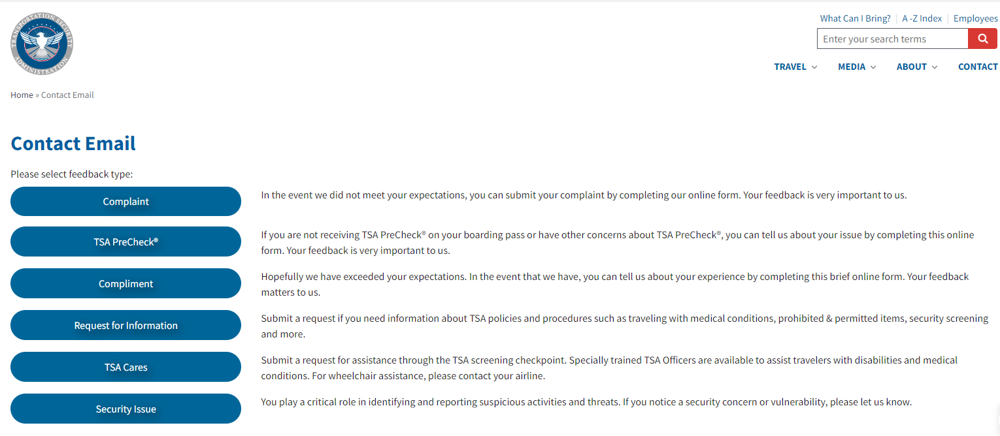 TRANSPORTATION SECURITY ADMINISTRATION
What Can I Bring? A -Z Index Employees
Enter your search terms
TRAVEL MEDIA ABOUT CONTACT
Home » Contact Email
Contact Email
Please select feedback type:
Complaint
In the event we did not meet your expectations, you can submit your complaint by completing our online form. Your feedback is very important to us.
TSA PreCheck®
If you are not receiving TSA PreCheck® on your boarding pass or have other concerns about TSA PreCheck®, you can tell us about your issue by completing this online
form. Your feedback is very important to us.
Compliment
Hopefully we have exceeded your expectations. In the event that we have, you can tell us about your experience by completing this brief online form. Your feedback
matters to us.
Request for Information
Submit a request if you need information about TSA policies and procedures such as traveling with medical conditions, prohibited & permitted items, security screening
and more.
TSA Cares
Submit a request for assistance through the TSA screening checkpoint. Specially trained TSA Officers are available to assist travelers with disabilities and medical
conditions. For wheelchair assistance, please contact your airline.
Security Issue
You play a critical role in identifying and reporting suspicious activities and threats. If you notice a security concern or vulnerability, please let us know.